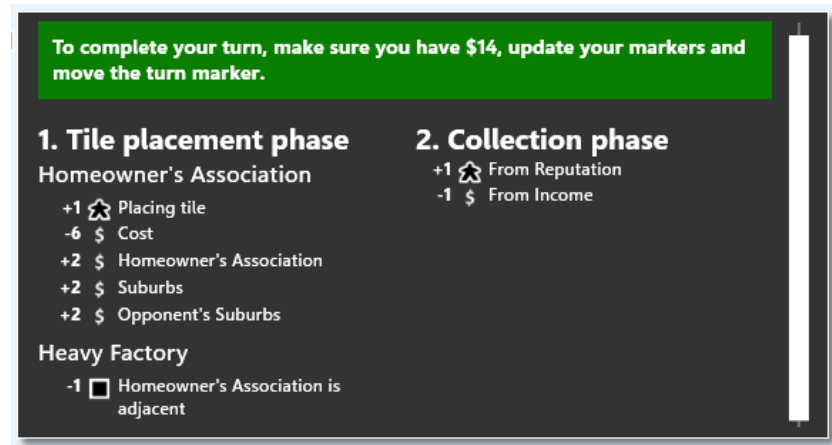 To complete your turn, make sure you have $14, update your markers and
move the turn marker.
1. Tile placement phase
Homeowner's Association
+1 Placing tile
-6 $ Cost
+2 $ Homeowner's Association
+2 $ Suburbs
+2 $ Opponent's Suburbs
Heavy Factory
-1 Homeowner's Association is
adjacent
2. Collection phase
+1 From Reputation
-1 $ From Income